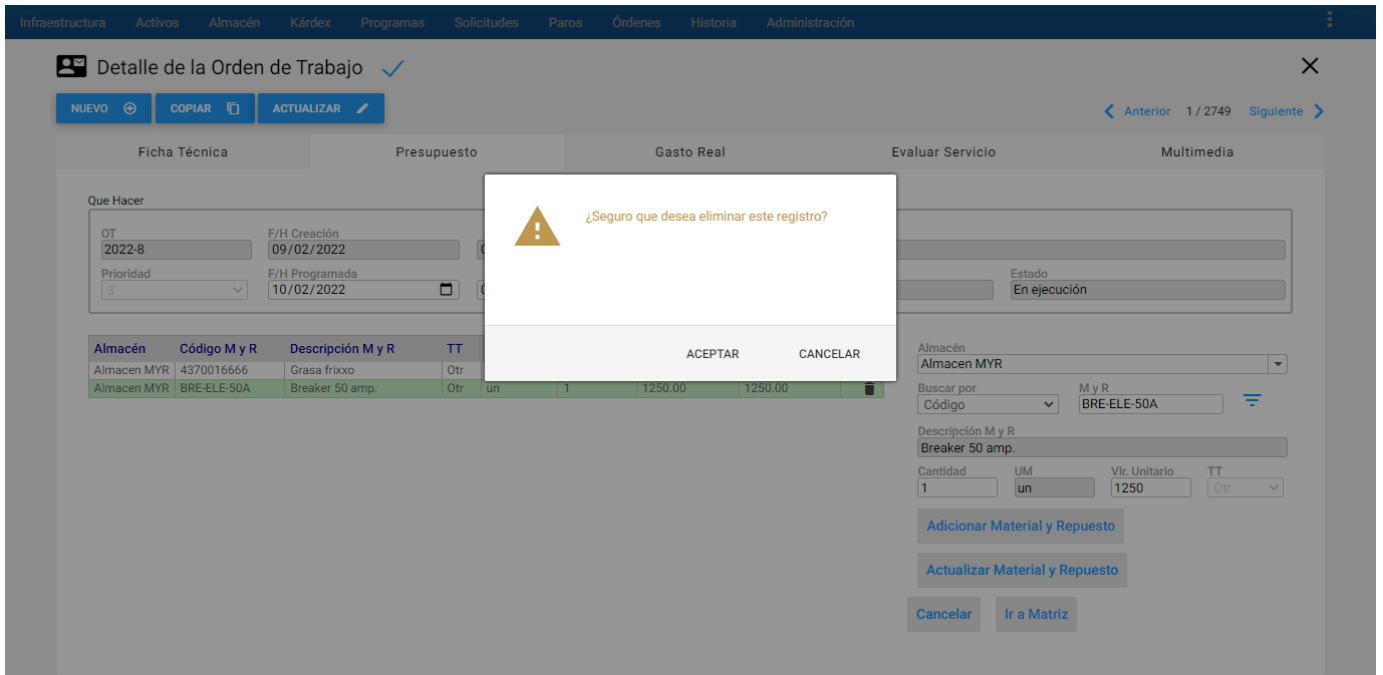 Infraestructura Activos Almacén Kárdex Programas Solicitudes Paros Órdenes Historia Administración
Detalle de la Orden de Trabajo
NUEVO COPIAR ACTUALIZAR
Anterior 1 / 2749 Siguiente
Ficha Técnica Presupuesto Gasto Real Evaluar Servicio Multimedia
¿Seguro que desea eliminar este registro?
ACEPTAR CANCELAR
Que Hacer
OT F/H Creación
2022-8 09/02/2022
Prioridad F/H Programada Estado
3 10/02/2022 En ejecución
Almacén Código M y R Descripción M y R TT
Almacen MYR 4370016666 Grasa frixxo Otr
Almacen MYR BRE-ELE-50A Breaker 50 amp. Otr un 1 1250.00 1250.00
Almacén
Almacen MYR
Buscar por M y R
Código BRE-ELE-50A
Descripción M y R
Breaker 50 amp.
Cantidad UM Vlr. Unitario TT
1 un 1250 Otr
Adicionar Material y Repuesto
Actualizar Material y Repuesto
Cancelar Ir a Matriz